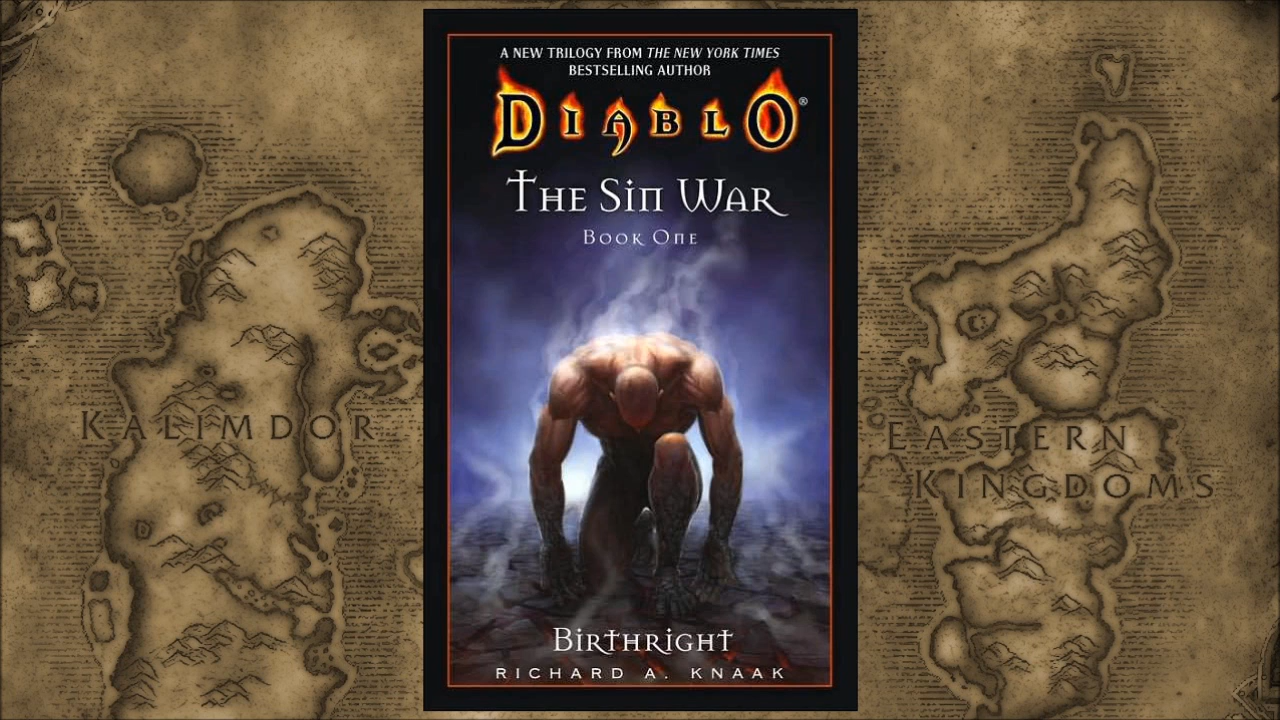 A NEW TRILOGY FROM THE NEW YORK TIMES
BESTSELLING AUTHOR
DIABLO®
THE SIN WAR
BOOK ONE
KALIMDOR
EASTERN
KINGDOMS
BIRTHRIGHT
RICHARD A. KNAAK